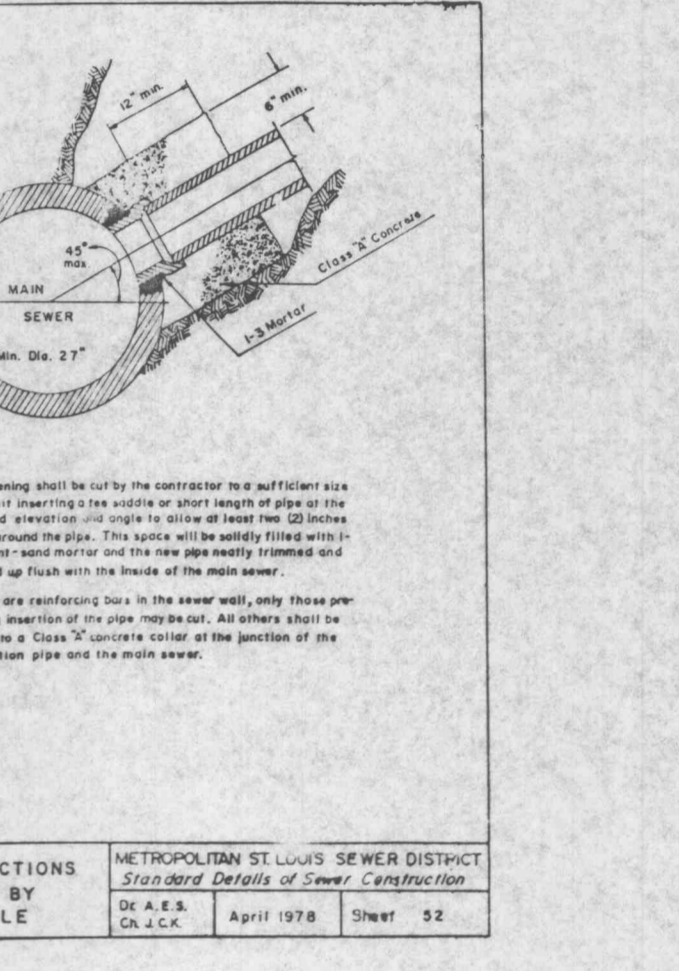 12" min.
6" min.
45°
max.
MAIN
SEWER
Min. Dia. 27"
Class "A" Concrete
1-3 Mortar
ening shall be cut by the contractor to a sufficient size
it inserting a tee saddle or short length of pipe at the
d elevation and angle to allow at least two (2) inches
around the pipe. This space will be solidly filled with 1-
nt-sand mortar and the new pipe neatly trimmed and
d up flush with the inside of the main sewer.
are reinforcing bars in the sewer wall, only those pre-
insertion of the pipe may be cut. All others shall be
to a Class "A" concrete collar at the junction of the
tion pipe and the main sewer.
CTIONS
BY
LE
METROPOLITAN ST. LOUIS SEWER DISTRICT
Standard Details of Sewer Construction
Dr. A.E.S.
Ch. J.C.K.
April 1978
Sheet 52